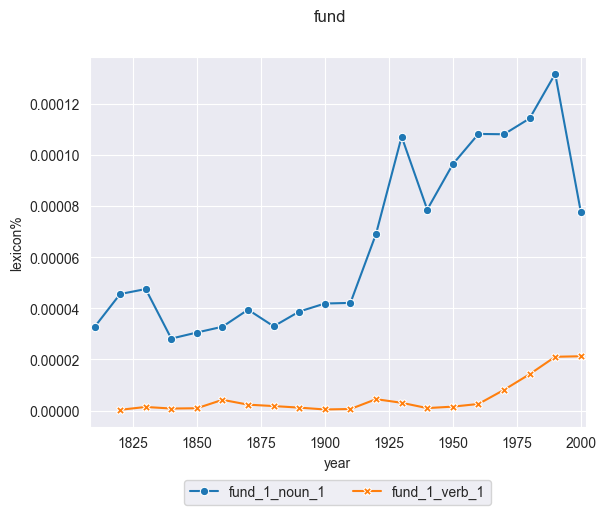 fund
0.00012
0.00010
0.00008
0.00006
0.00004
0.00002
0.00000
lexicon%
1825 1850 1875 1900 1925 1950 1975 2000
year
fund_1_noun_1 fund_1_verb_1